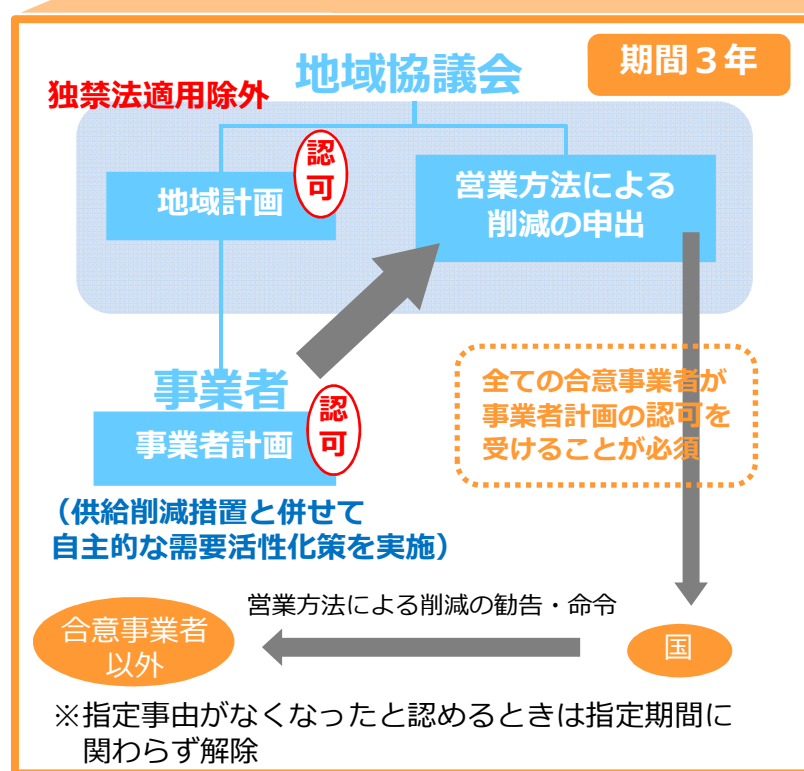 期間３年
地域協議会
独禁法適用除外
認
可
地域計画
営業方法による
削減の申出
事業者
認
可
事業者計画
全ての合意事業者が
事業者計画の認可を
受けることが必須
（供給削減措置と併せて
自主的な需要活性化策を実施）
営業方法による削減の勧告・命令
合意事業者
以外
国
※指定事由がなくなったと認めるときは指定期間に
関わらず解除